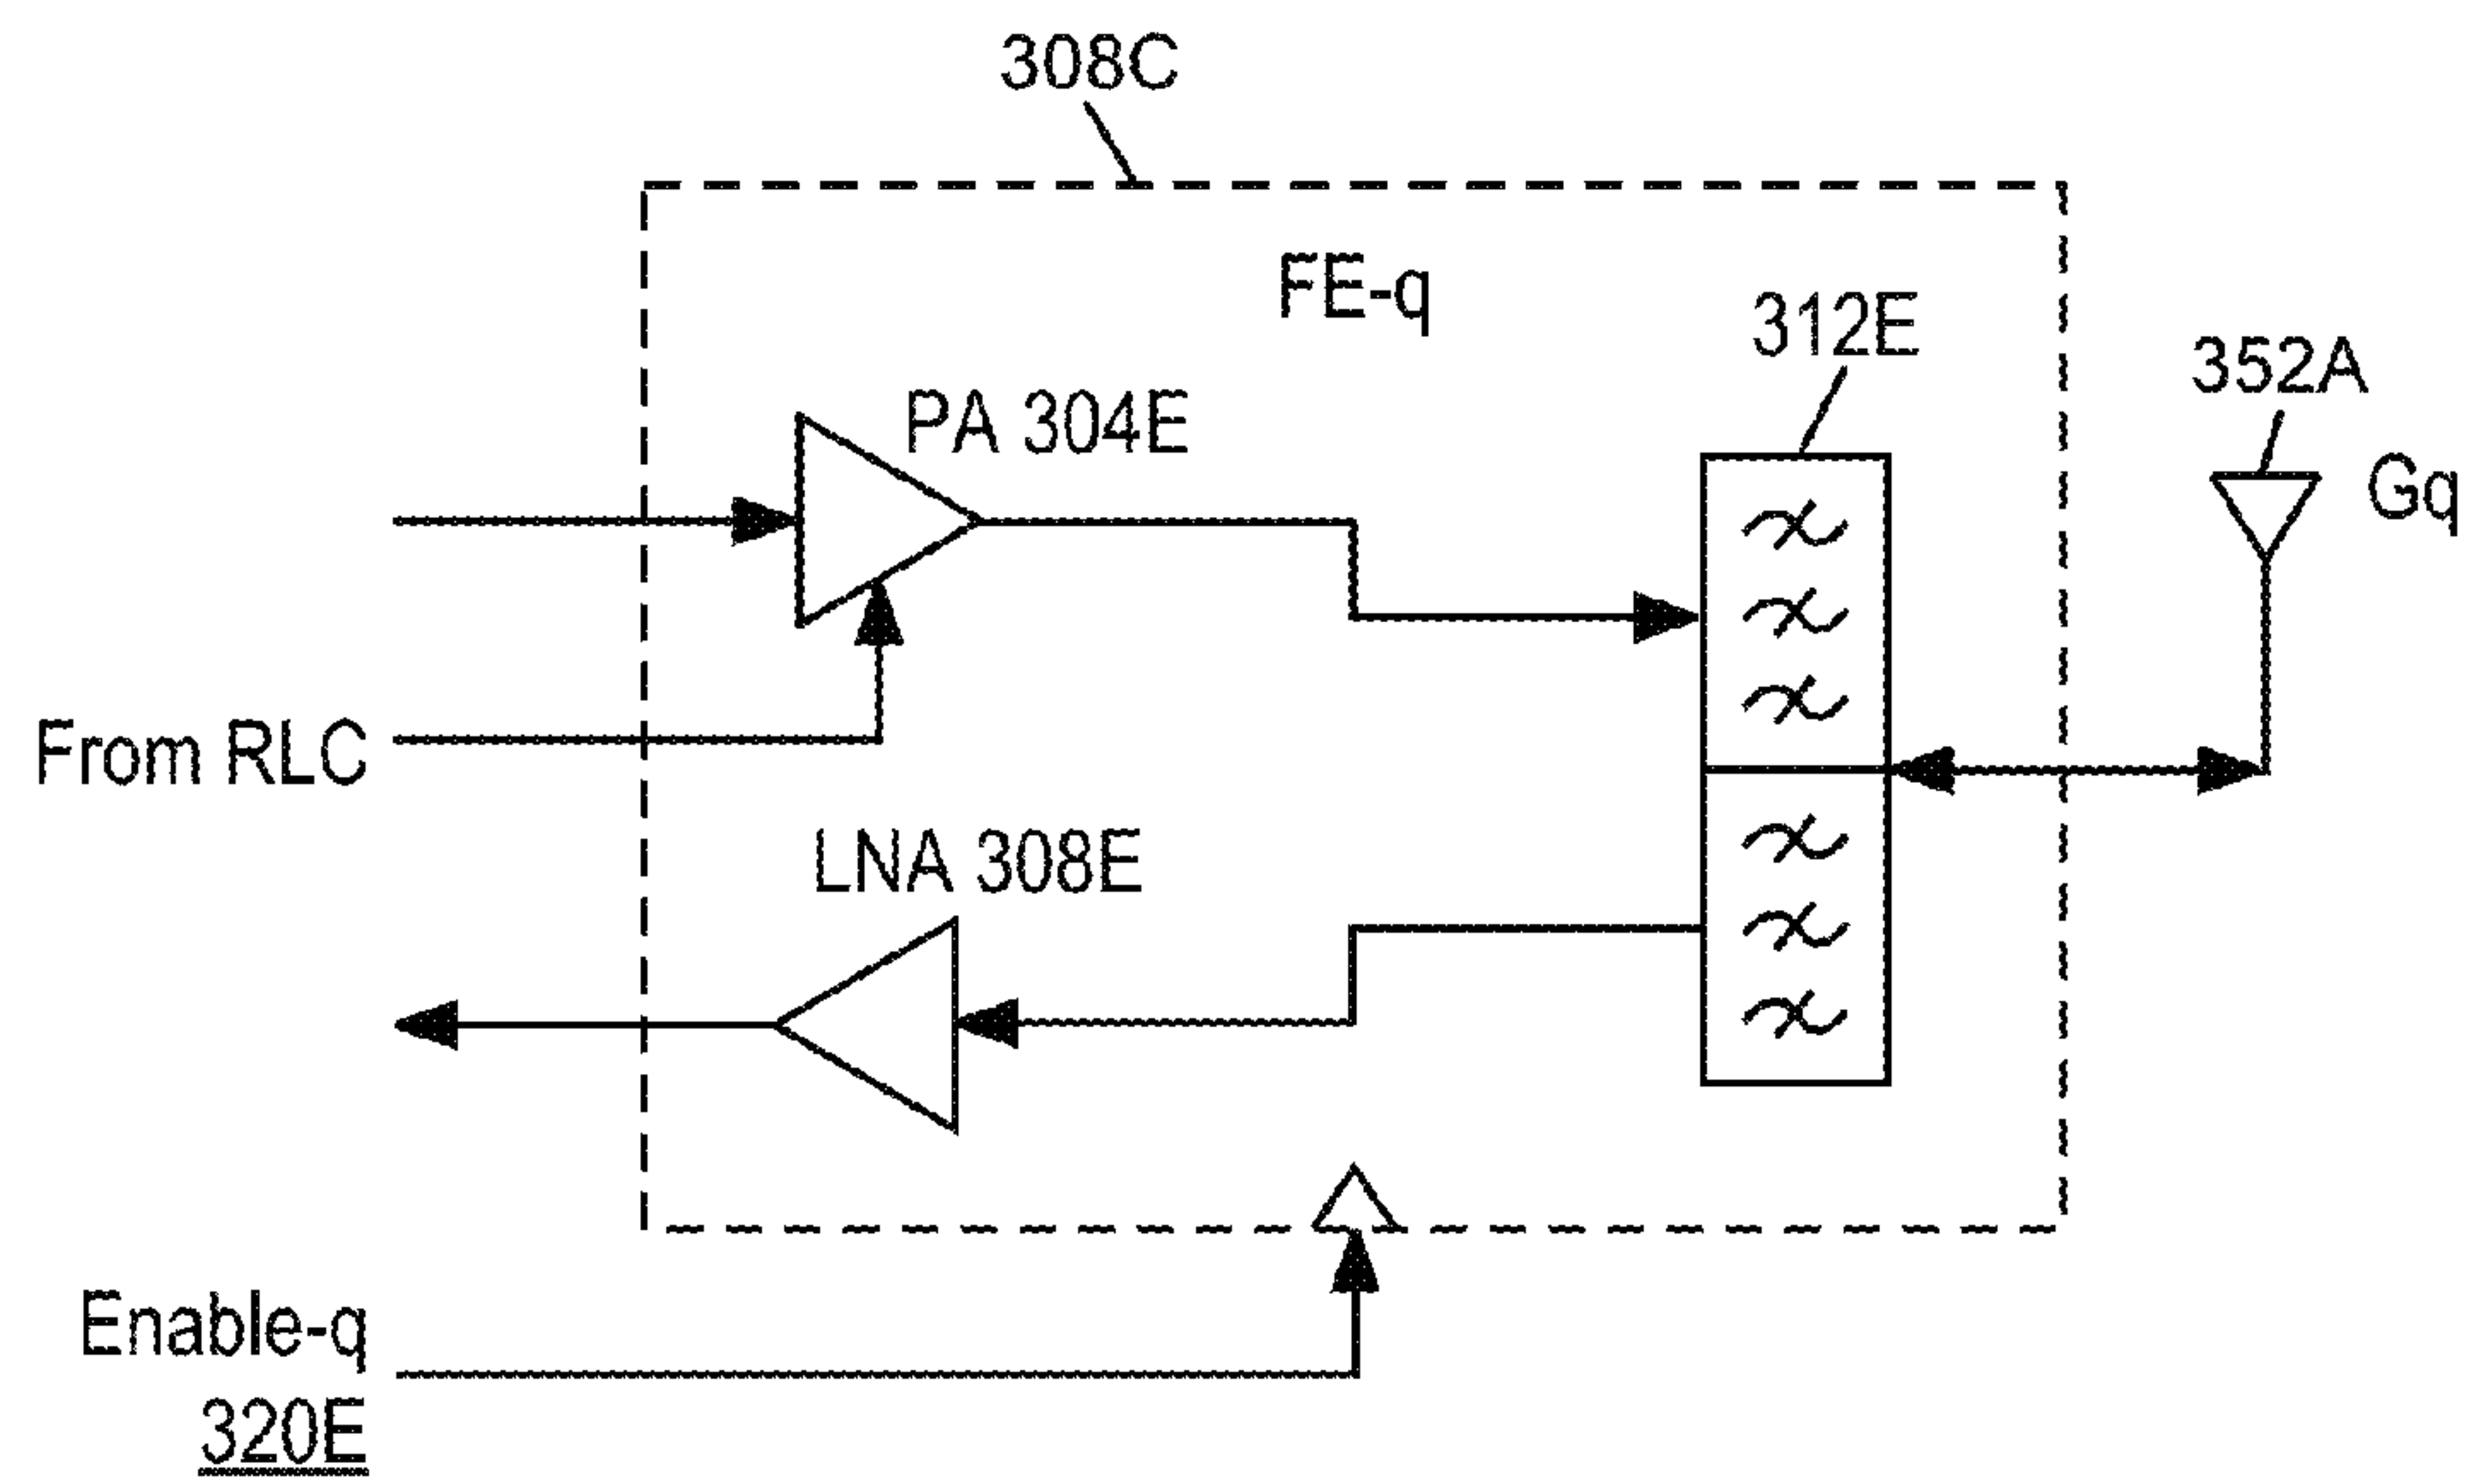 308C
FE-q
312E
352A
Gq
PA 304E
From RLC
LNA 308E
Enable-q
320E